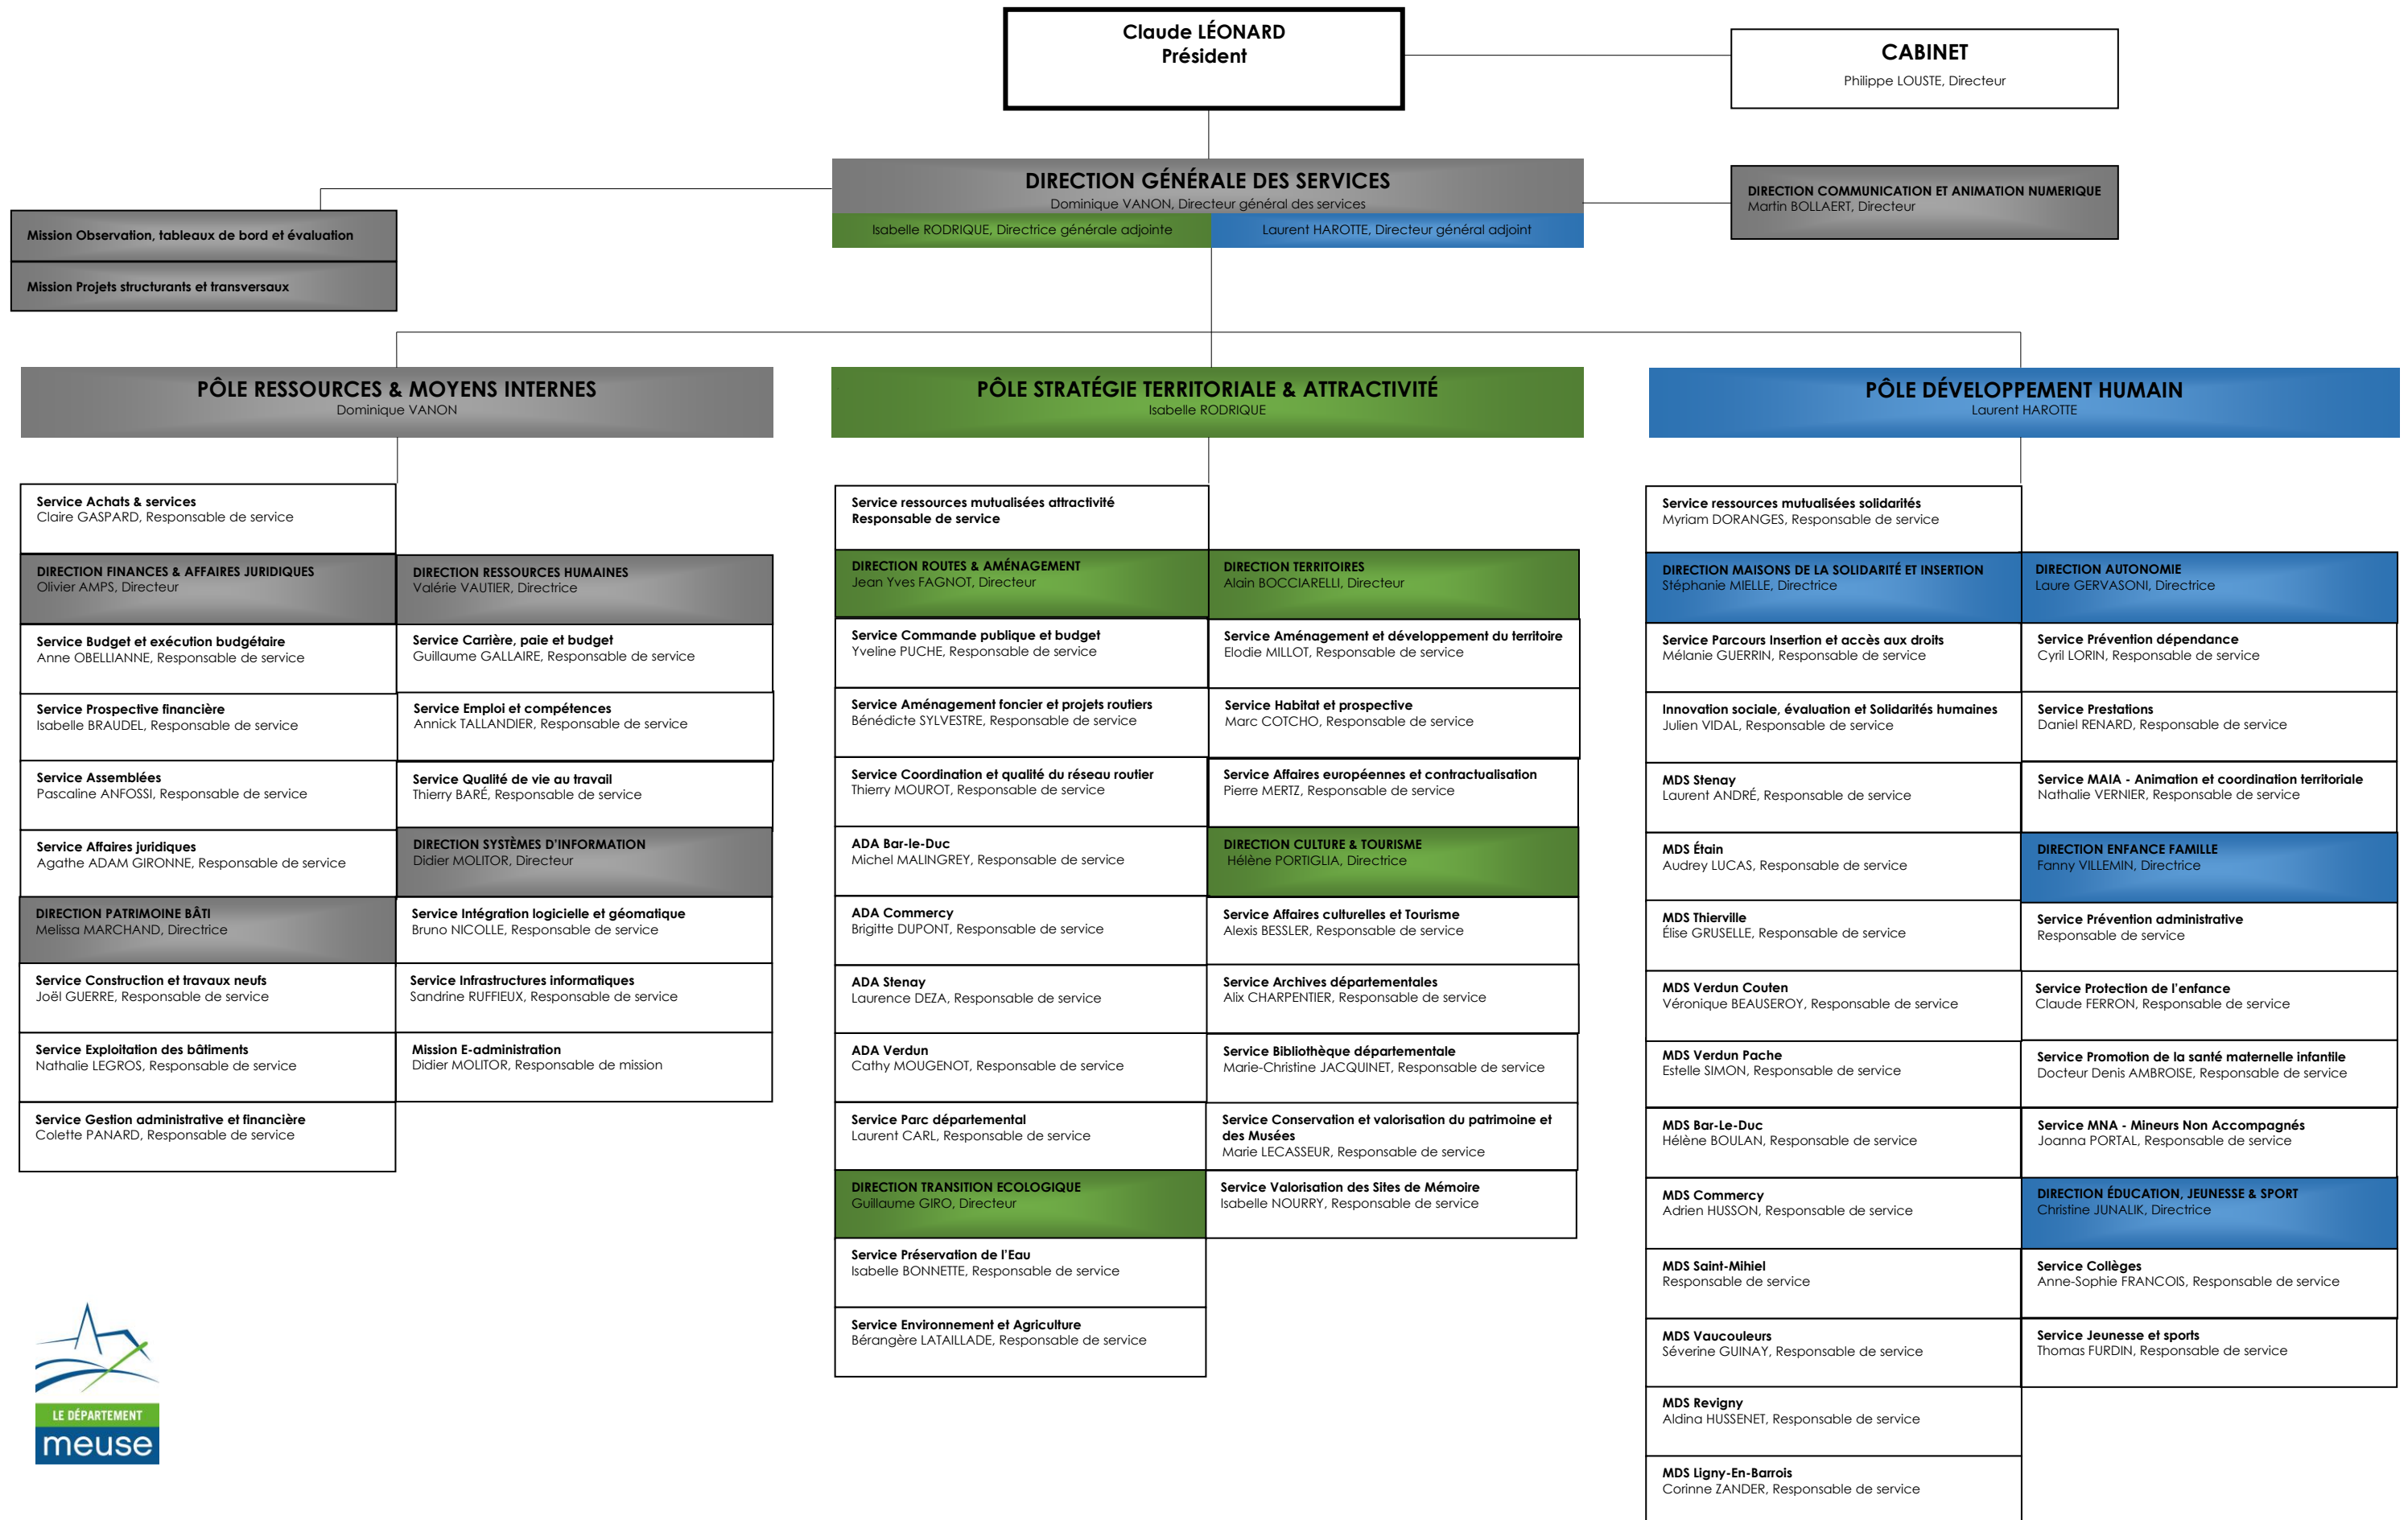 Claude LÉONARD
Président
CABINET
Philippe LOUSTE, Directeur
DIRECTION GÉNÉRALE DES SERVICES
Dominique VANON, Directeur général des services
Isabelle RODRIQUE, Directrice générale adjointe
Laurent HAROTTE, Directeur général adjoint
DIRECTION COMMUNICATION ET ANIMATION NUMERIQUE
Martin BOLLAERT, Directeur
Mission Observation, tableaux de bord et évaluation
Mission Projets structurants et transversaux
PÔLE RESSOURCES & MOYENS INTERNES
Dominique VANON
Service Achats & services
Claire GASPARD, Responsable de service
DIRECTION FINANCES & AFFAIRES JURIDIQUES
Olivier AMPS, Directeur
Service Budget et exécution budgétaire
Anne OBELLIANNE, Responsable de service
Service Prospective financière
Isabelle BRAUDEL, Responsable de service
Service Assemblées
Pascaline ANFOSSI, Responsable de service
Service Affaires juridiques
Agathe ADAM GIRONNE, Responsable de service
DIRECTION PATRIMOINE BÂTI
Melissa MARCHAND, Directrice
Service Construction et travaux neufs
Joël GUERRE, Responsable de service
Service Exploitation des bâtiments
Nathalie LEGROS, Responsable de service
Service Gestion administrative et financière
Colette PANARD, Responsable de service
DIRECTION RESSOURCES HUMAINES
Valérie VAUTIER, Directrice
Service Carrière, paie et budget
Guillaume GALLAIRE, Responsable de service
Service Emploi et compétences
Annick TALLANDIER, Responsable de service
Service Qualité de vie au travail
Thierry BARÉ, Responsable de service
DIRECTION SYSTÈMES D'INFORMATION
Didier MOLITOR, Directeur
Service Intégration logicielle et géomatique
Bruno NICOLLE, Responsable de service
Service Infrastructures informatiques
Sandrine RUFFIEUX, Responsable de service
Mission E-administration
Didier MOLITOR, Responsable de mission
PÔLE STRATÉGIE TERRITORIALE & ATTRACTIVITÉ
Isabelle RODRIQUE
Service ressources mutualisées attractivité
Responsable de service
DIRECTION ROUTES & AMÉNAGEMENT
Jean Yves FAGNOT, Directeur
Service Commande publique et budget
Yveline PUCHE, Responsable de service
Service Aménagement foncier et projets routiers
Bénédicte SYLVESTRE, Responsable de service
Service Coordination et qualité du réseau routier
Thierry MOUROT, Responsable de service
ADA Bar-le-Duc
Michel MALINGREY, Responsable de service
ADA Commercy
Brigitte DUPONT, Responsable de service
ADA Stenay
Laurence DEZA, Responsable de service
ADA Verdun
Cathy MOUGENOT, Responsable de service
Service Parc départemental
Laurent CARL, Responsable de service
DIRECTION TRANSITION ECOLOGIQUE
Guillaume GIRO, Directeur
Service Préservation de l'Eau
Isabelle BONNETTE, Responsable de service
Service Environnement et Agriculture
Bérangère LATAILLADE, Responsable de service
DIRECTION TERRITOIRES
Alain BOCCIARELLI, Directeur
Service Aménagement et développement du territoire
Elodie MILLOT, Responsable de service
Service Habitat et prospective
Marc COTCHO, Responsable de service
Service Affaires européennes et contractualisation
Pierre MERTZ, Responsable de service
DIRECTION CULTURE & TOURISME
Hélène PORTIGLIA, Directrice
Service Affaires culturelles et Tourisme
Alexis BESSLER, Responsable de service
Service Archives départementales
Alix CHARPENTIER, Responsable de service
Service Bibliothèque départementale
Marie-Christine JACQUINET, Responsable de service
Service Conservation et valorisation du patrimoine et
des Musées
Marie LECASSEUR, Responsable de service
Service Valorisation des Sites de Mémoire
Isabelle NOURRY, Responsable de service
PÔLE DÉVELOPPEMENT HUMAIN
Laurent HAROTTE
Service ressources mutualisées solidarités
Myriam DORANGES, Responsable de service
DIRECTION MAISONS DE LA SOLIDARITÉ ET INSERTION
Stéphanie MIELLE, Directrice
Service Parcours Insertion et accès aux droits
Mélanie GUERRIN, Responsable de service
Innovation sociale, évaluation et Solidarités humaines
Julien VIDAL, Responsable de service
MDS Stenay
Laurent ANDRÉ, Responsable de service
MDS Étain
Audrey LUCAS, Responsable de service
MDS Thierville
Élise GRUSELLE, Responsable de service
MDS Verdun Couten
Véronique BEAUSEROY, Responsable de service
MDS Verdun Pache
Estelle SIMON, Responsable de service
MDS Bar-Le-Duc
Hélène BOULAN, Responsable de service
MDS Commercy
Adrien HUSSON, Responsable de service
MDS Saint-Mihiel
Responsable de service
MDS Vaucouleurs
Séverine GUINAY, Responsable de service
MDS Revigny
Aldina HUSSENET, Responsable de service
MDS Ligny-En-Barrois
Corinne ZANDER, Responsable de service
DIRECTION AUTONOMIE
Laure GERVASONI, Directrice
Service Prévention dépendance
Cyril LORIN, Responsable de service
Service Prestations
Daniel RENARD, Responsable de service
Service MAIA - Animation et coordination territoriale
Nathalie VERNIER, Responsable de service
DIRECTION ENFANCE FAMILLE
Fanny VILLEMIN, Directrice
Service Prévention administrative
Responsable de service
Service Protection de l'enfance
Claude FERRON, Responsable de service
Service Promotion de la santé maternelle infantile
Docteur Denis AMBROISE, Responsable de service
Service MNA - Mineurs Non Accompagnés
Joanna PORTAL, Responsable de service
DIRECTION ÉDUCATION, JEUNESSE & SPORT
Christine JUNALIK, Directrice
Service Collèges
Anne-Sophie FRANCOIS, Responsable de service
Service Jeunesse et sports
Thomas FURDIN, Responsable de service
LE DÉPARTEMENT
meuse